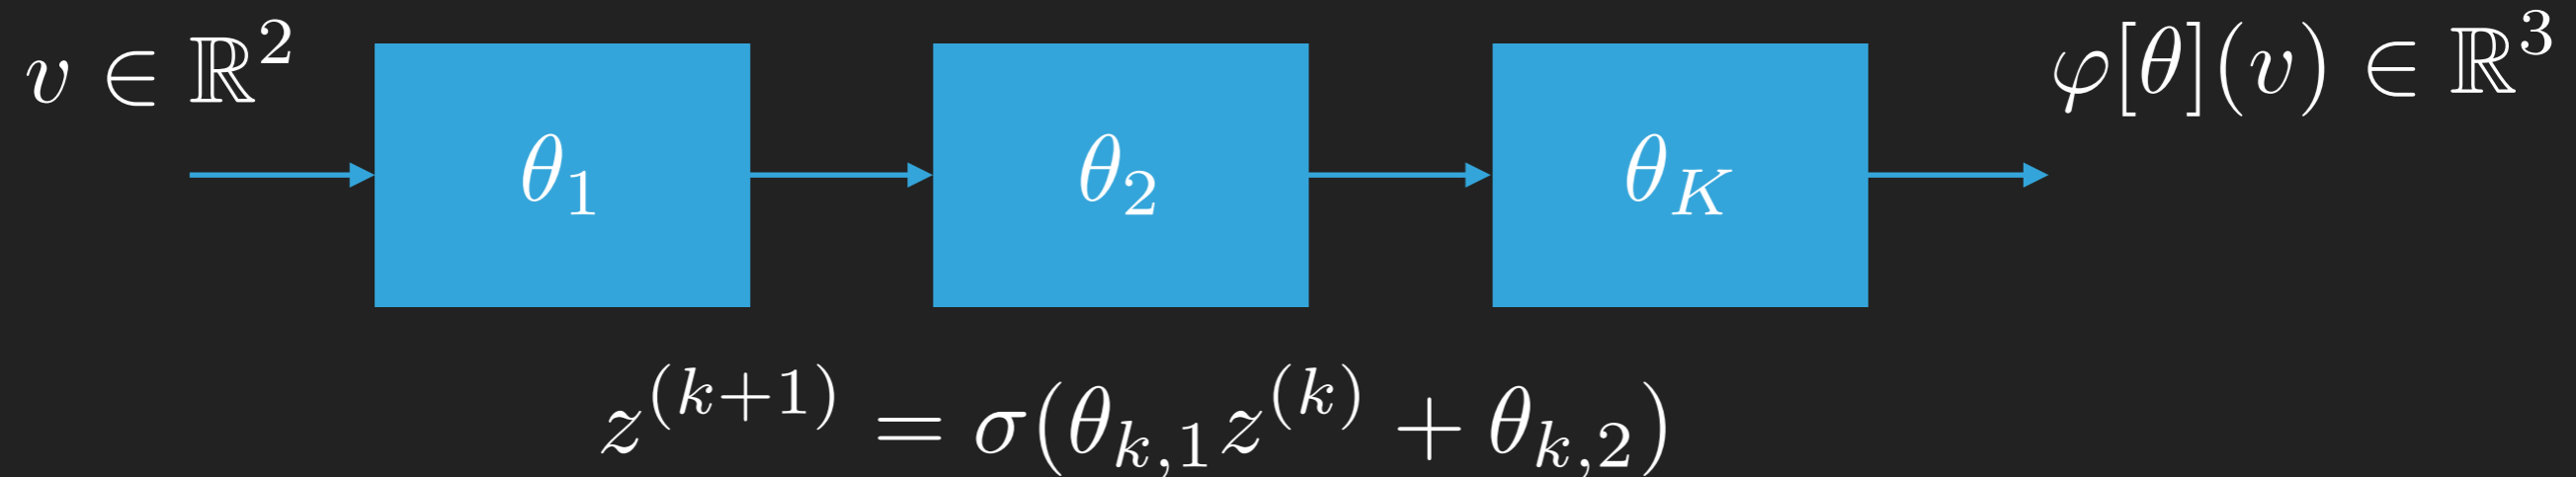 v ∈ ℝ²
φ[θ](v) ∈ ℝ³
θ₁
θ₂
θ_K
z^(k+1) = σ(θ_{k,1} z^(k) + θ_{k,2})